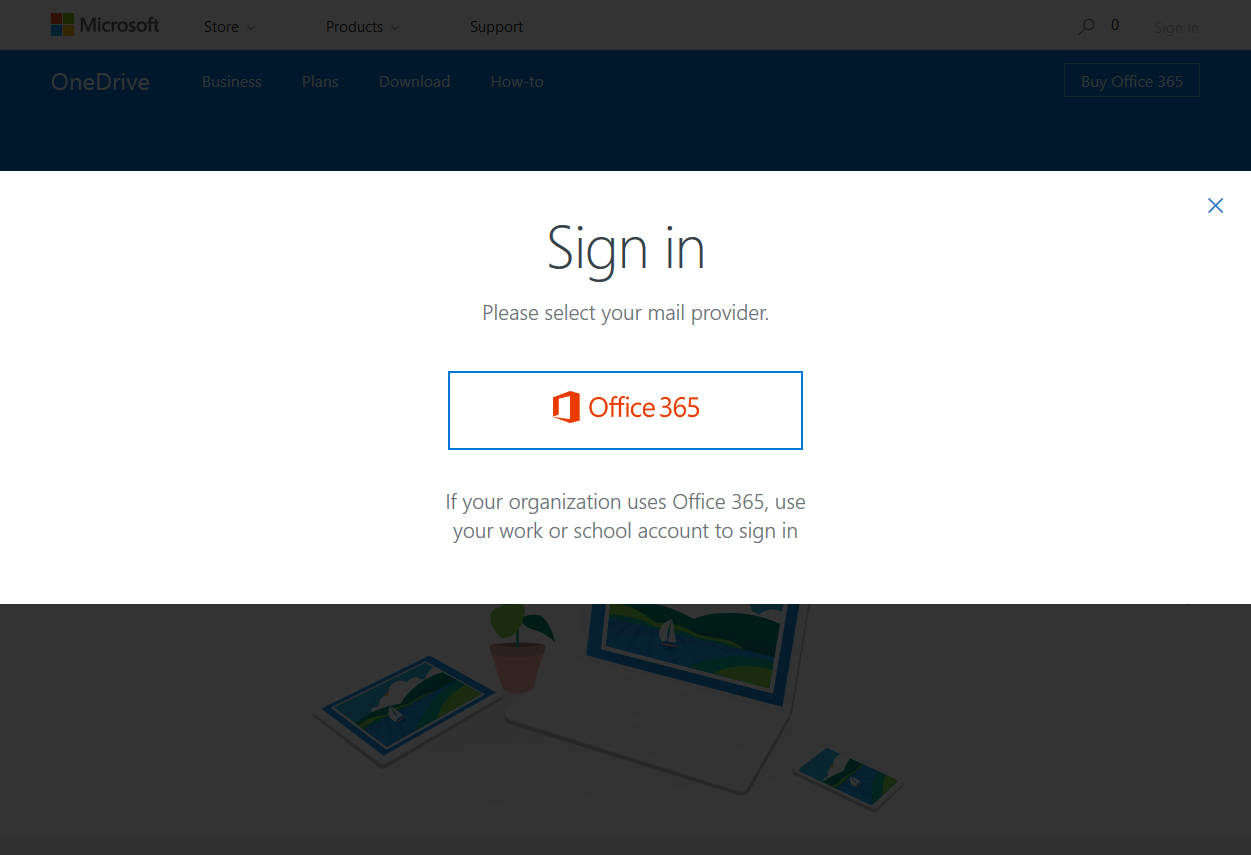 Microsoft Store Products Support 0 Sign in
OneDrive Business Plans Download How-to Buy Office 365
Sign in
Please select your mail provider.
Office 365
If your organization uses Office 365, use
your work or school account to sign in